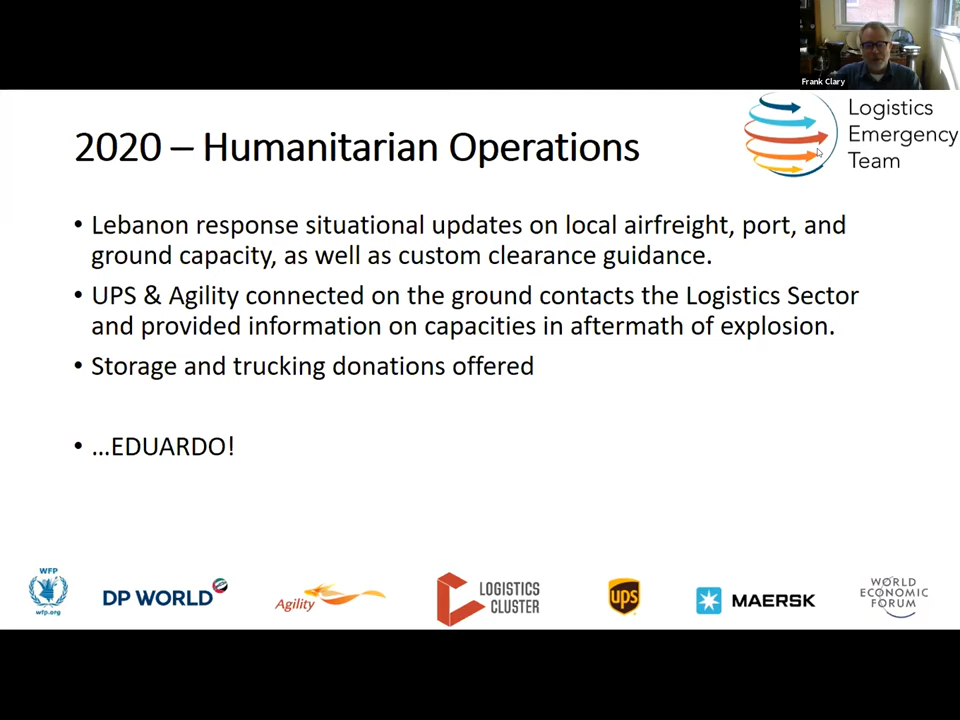 Frank Clary
Logistics
Emergency
Team
2020 – Humanitarian Operations
• Lebanon response situational updates on local airfreight, port, and
ground capacity, as well as custom clearance guidance.
• UPS & Agility connected on the ground contacts the Logistics Sector
and provided information on capacities in aftermath of explosion.
• Storage and trucking donations offered
• …EDUARDO!
WFP
wfp.org
DP WORLD
Agility
LOGISTICS
CLUSTER
ups
MAERSK
WORLD
ECONOMIC
FORUM